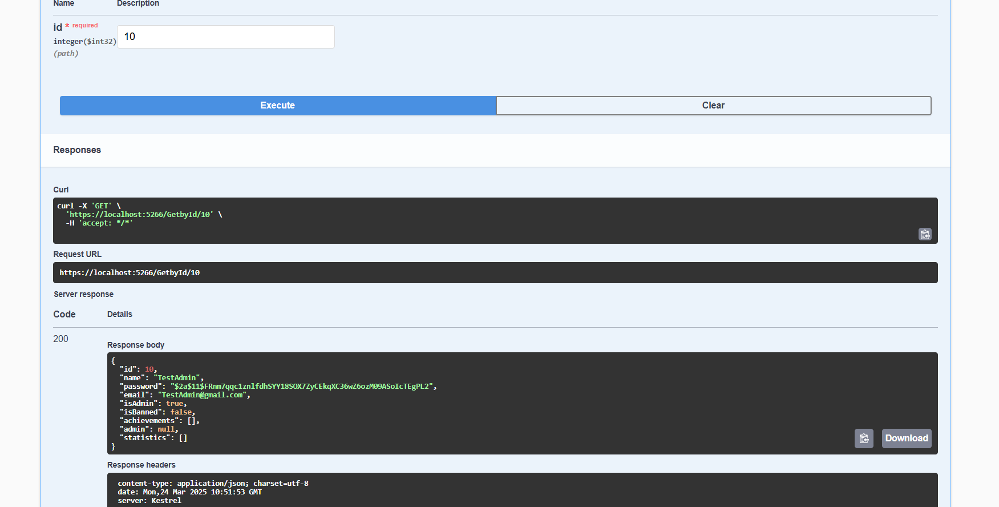 Name Description
id * required
integer($int32)
(path)
10
Execute Clear
Responses
Curl
curl -X 'GET' \
  'https://localhost:5266/GetbyId/10' \
  -H 'accept: */*'
Request URL
https://localhost:5266/GetbyId/10
Server response
Code Details
200
Response body
{
  "id": 10,
  "name": "TestAdmin",
  "password": "$2a$11$FRnm7qqc1znlfdhSYY18SOX7ZyCEkqXC36wZ6ozM09ASoIcTEgPL2",
  "email": "TestAdmin@gmail.com",
  "isAdmin": true,
  "isBanned": false,
  "achievements": [],
  "admin": null,
  "statistics": []
}
Download
Response headers
content-type: application/json; charset=utf-8
date: Mon,24 Mar 2025 10:51:53 GMT
server: Kestrel